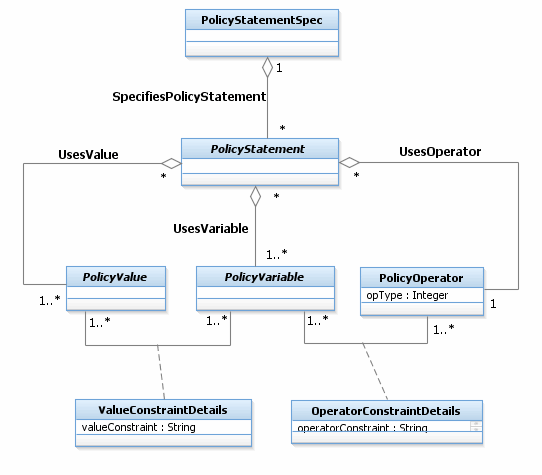 PolicyStatementSpec
1
SpecifiesPolicyStatement
*
UsesValue
PolicyStatement
UsesOperator
*
*
*
UsesVariable
1..*
PolicyValue
PolicyVariable
PolicyOperator
opType : Integer
1..*
1
1..*
1..*
1..*
1..*
ValueConstraintDetails
valueConstraint : String
OperatorConstraintDetails
operatorConstraint : String